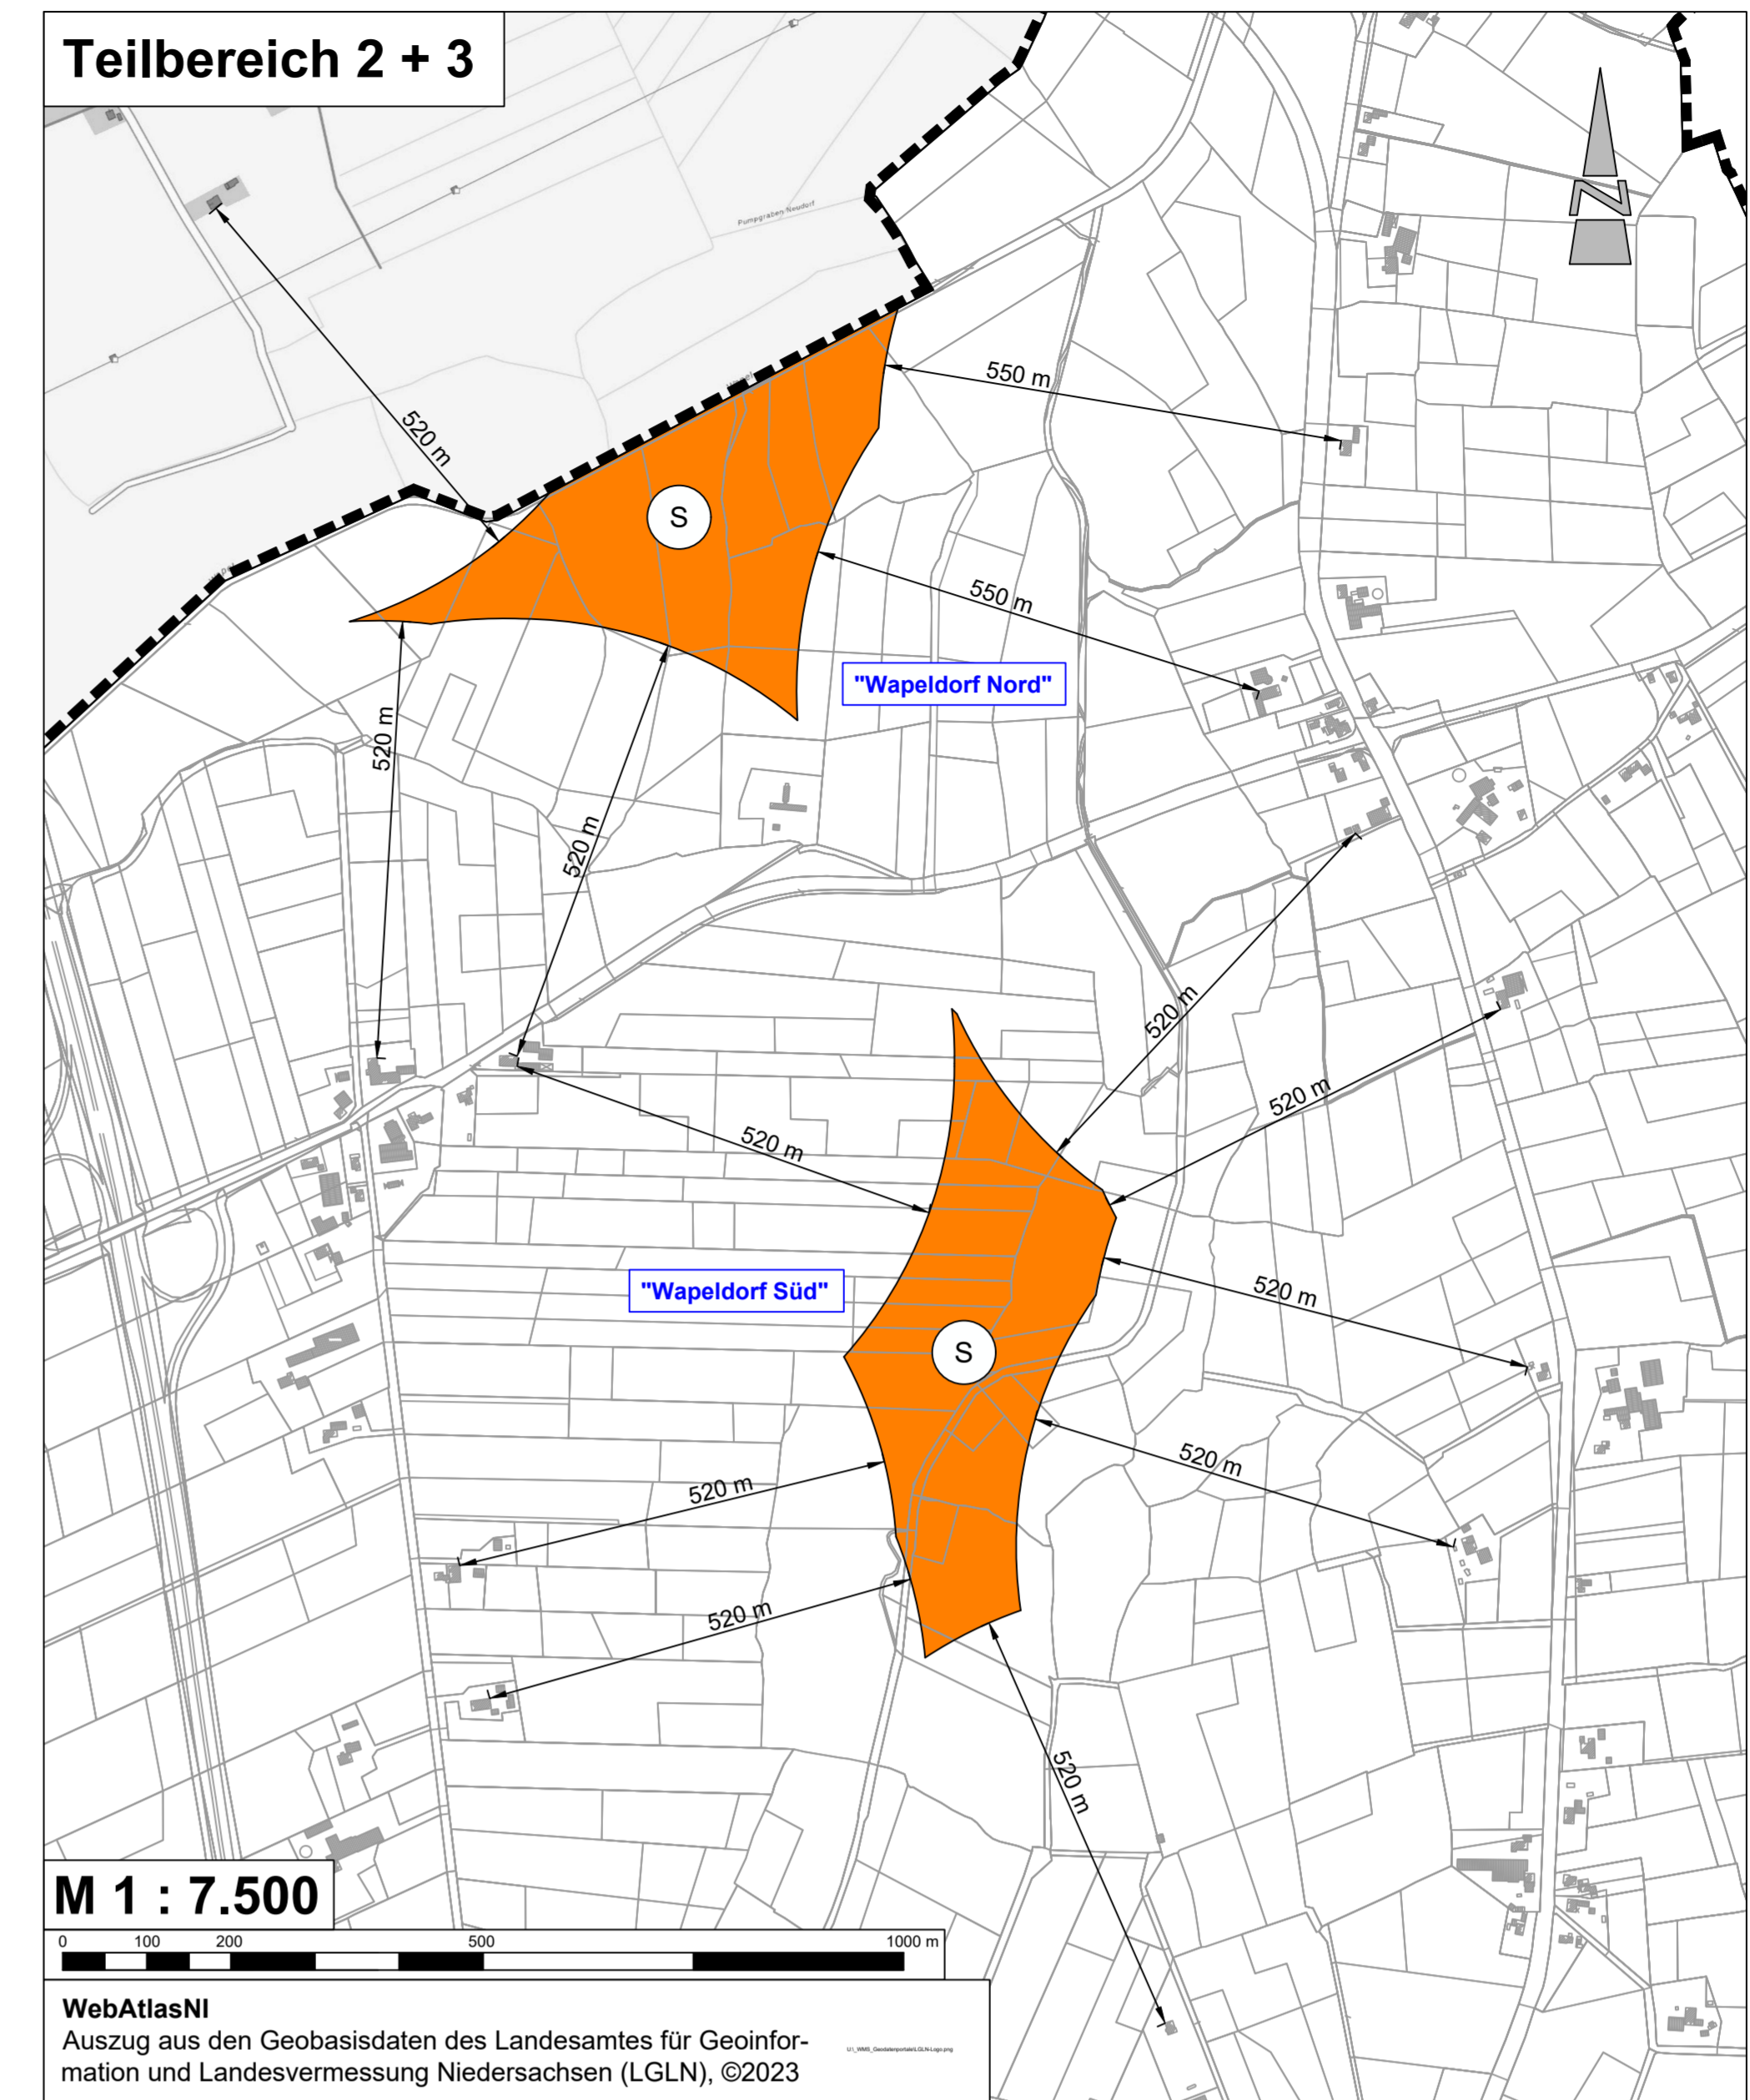 Teilbereich 2 + 3
Pumpgraben Neudorf
N
550 m
520 m
S
550 m
"Wapeldorf Nord"
520 m
520 m
520 m
520 m
520 m
"Wapeldorf Süd"
520 m
S
520 m
520 m
520 m
520 m
M 1 : 7.500
0 100 200 500 1000 m
WebAtlasNI
Auszug aus den Geobasisdaten des Landesamtes für Geoinfor-
mation und Landesvermessung Niedersachsen (LGLN), ©2023